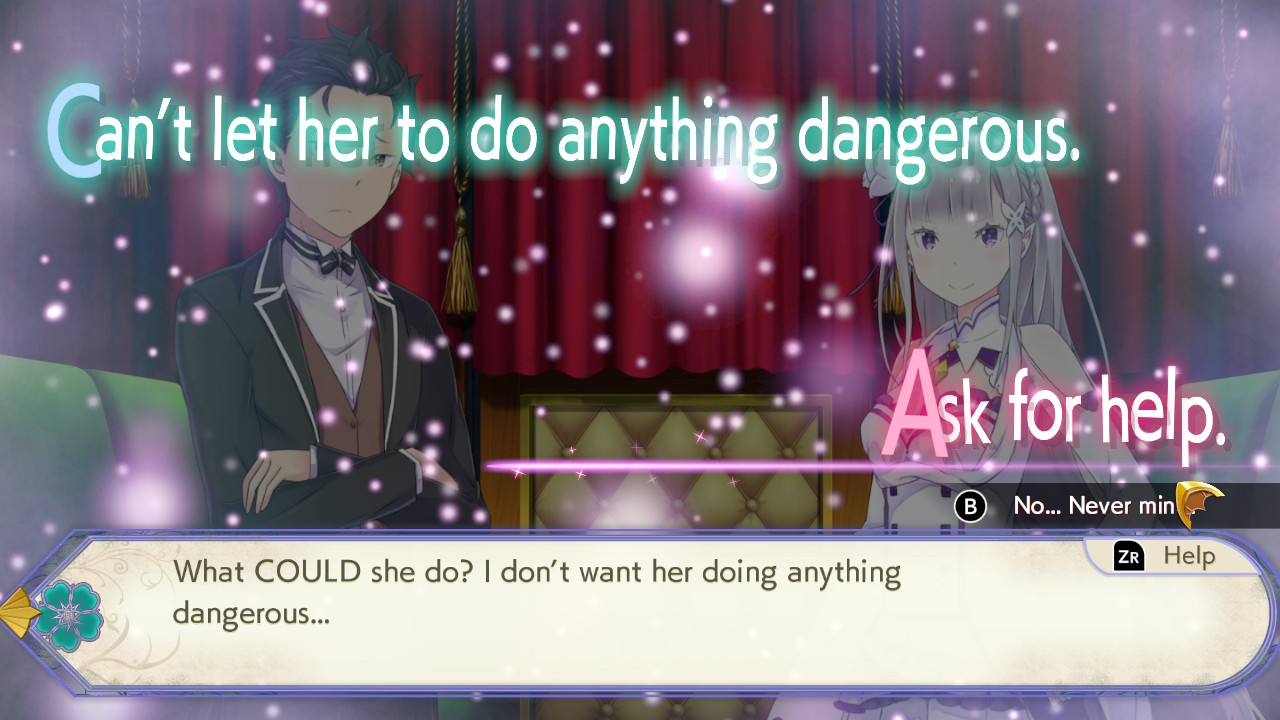 Can't let her to do anything dangerous.
Ask for help.
B No... Never min
ZR Help
What COULD she do? I don't want her doing anything
dangerous...